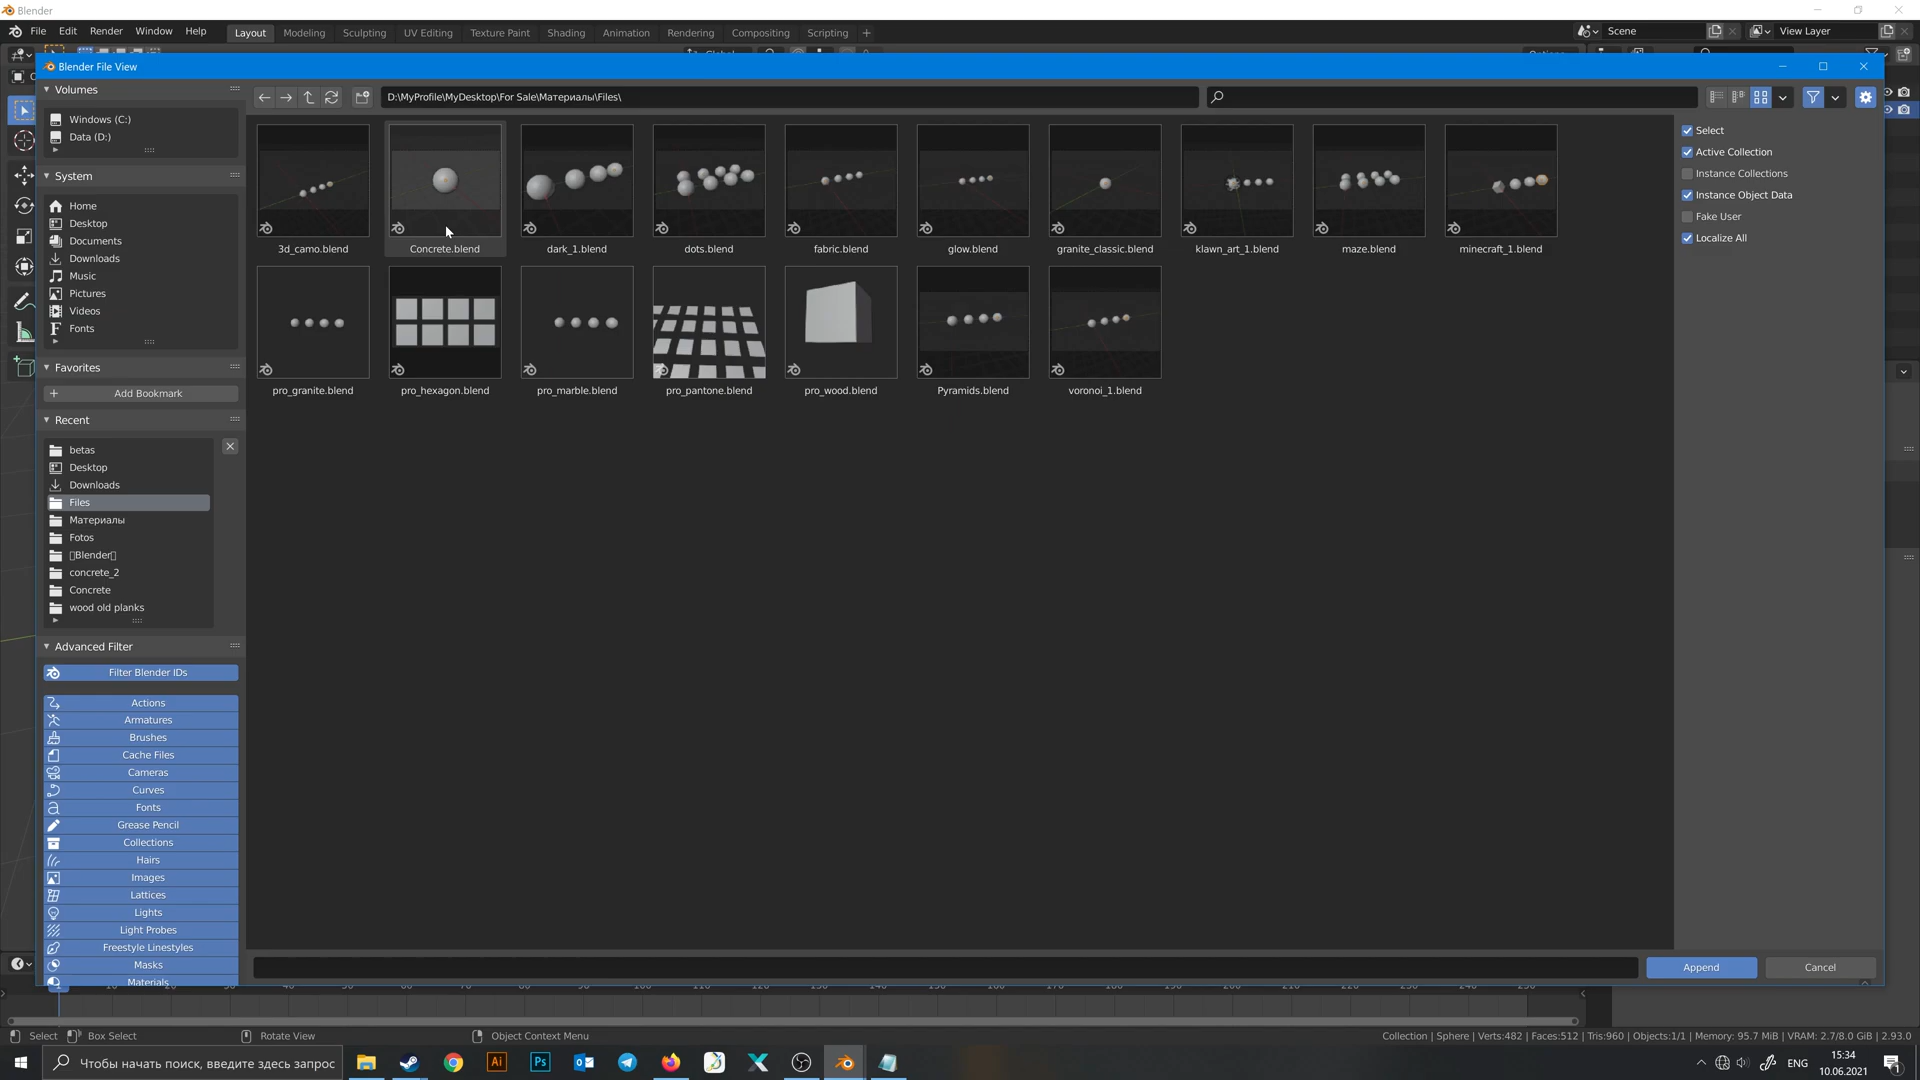 Blender
File Edit Render Window Help Layout Modeling Sculpting UV Editing Texture Paint Shading Animation Rendering Compositing Scripting + Scene View Layer
Blender File View
Volumes
Windows (C:)
Data (D:)
System
Home
Desktop
Documents
Downloads
Music
Pictures
Videos
Fonts
Favorites
Add Bookmark
Recent
betas
Desktop
Downloads
Files
Материалы
Fotos
▯Blender▯
concrete_2
Concrete
wood old planks
Advanced Filter
Filter Blender IDs
Actions
Armatures
Brushes
Cache Files
Cameras
Curves
Fonts
Grease Pencil
Collections
Hairs
Images
Lattices
Lights
Light Probes
Freestyle Linestyles
Masks
Materials
D:\MyProfile\MyDesktop\For Sale\Материалы\Files\
3d_camo.blend Concrete.blend dark_1.blend dots.blend fabric.blend glow.blend granite_classic.blend klawn_art_1.blend maze.blend minecraft_1.blend
pro_granite.blend pro_hexagon.blend pro_marble.blend pro_pantone.blend pro_wood.blend Pyramids.blend voronoi_1.blend
Select
Active Collection
Instance Collections
Instance Object Data
Fake User
Localize All
Append Cancel
Select Box Select Rotate View Object Context Menu Collection | Sphere | Verts:482 | Faces:512 | Tris:960 | Objects:1/1 | Memory: 95.7 MiB | VRAM: 2.7/8.0 GiB | 2.93.0
Чтобы начать поиск, введите здесь запрос
Ai Ps
ENG
15:34
10.06.2021